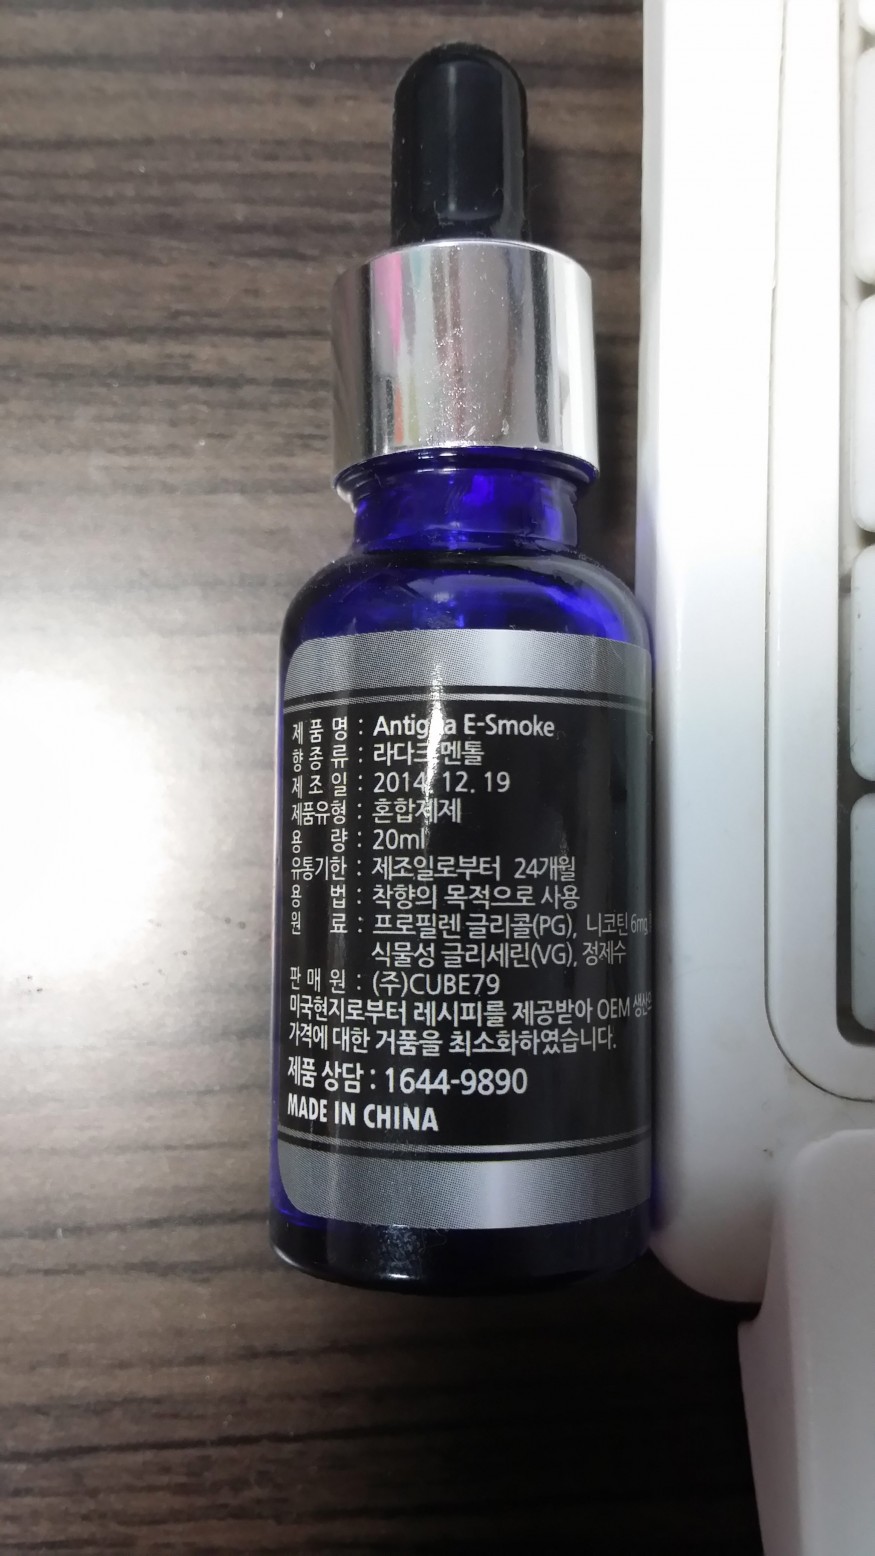 제 품 명 : E-Smoke
향 종 류 : 라다크 멘톨
제 조 일 : 2014. 12. 19
제품유형 : 혼합제제
용 량 : 20ml
유통기한 : 제조일로부터 24개월
용 법 : 착향의 목적으로 사용
원 료 : 프로필렌 글리콜(PG), 니코틴 6mg
식물성 글리세린(VG), 정제수
판 매 원 : (주)CUBE79
미국현지로부터 레시피를 제공받아 OEM
가격에 대한 거품을 최소화하였습니다.
제품 상담 : 1644-9890
MADE IN CHINA